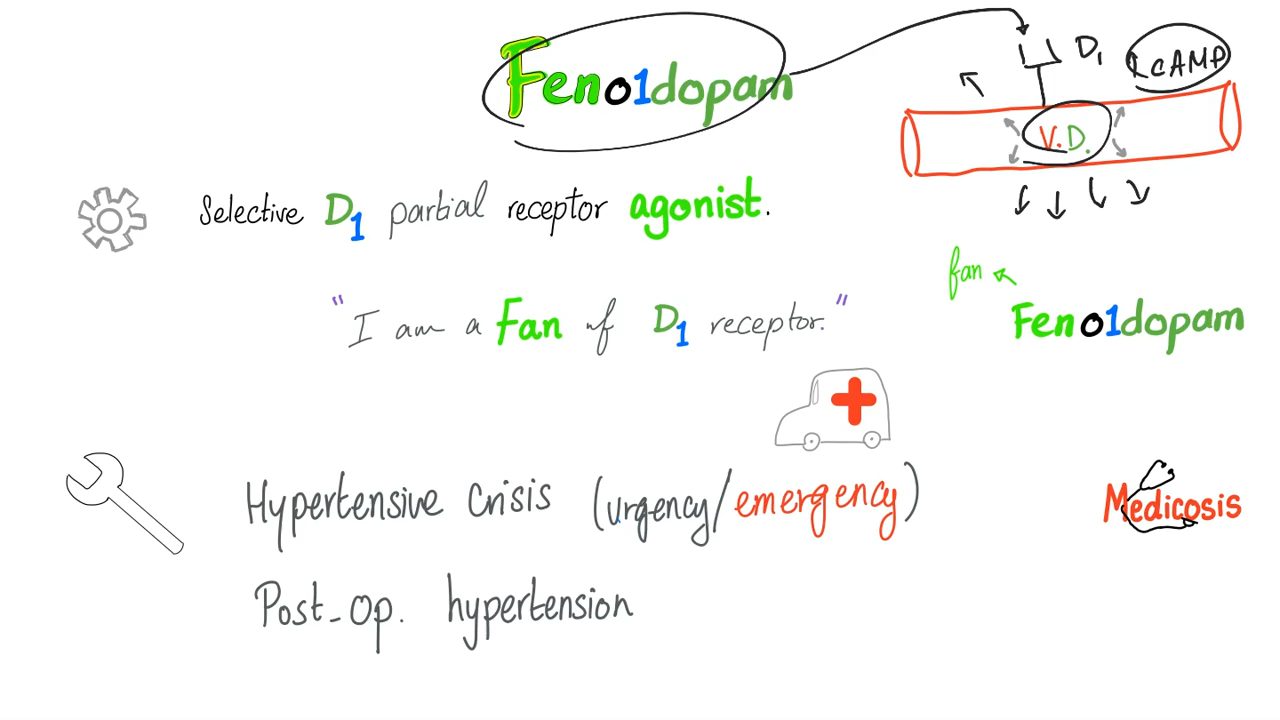 Feno1dopam
D1
↑cAMP
V.D.
Selective D1 partial receptor agonist.
fan
"I am a Fan of D1 receptor."
Feno1dopam
Hypertensive Crisis (urgency/emergency)
Medicosis
Post-Op. hypertension